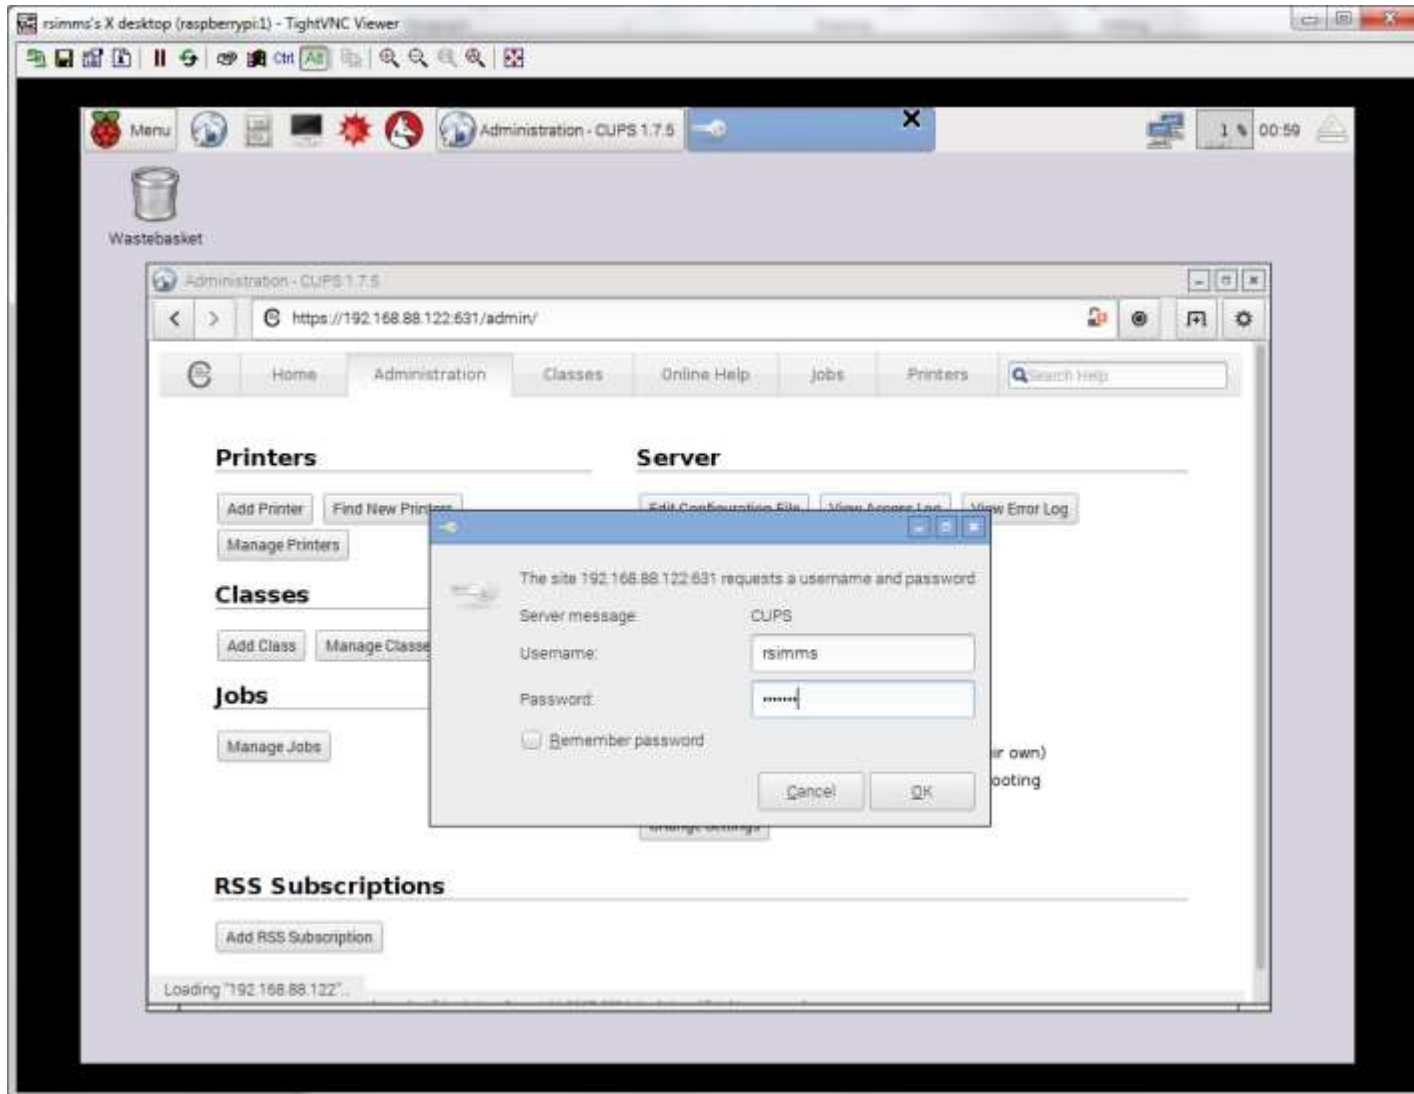 rsimms's X desktop (raspberrypi:1) - TightVNC Viewer
Ctrl Alt
Menu Administration - CUPS 1.7.5 1 % 00:59
Wastebasket
Administration - CUPS 1.7.5
https://192.168.88.122:631/admin/
Home Administration Classes Online Help Jobs Printers Search Help
Printers Server
Add Printer Find New Printers Edit Configuration File View Access Log View Error Log
Manage Printers
The site 192.168.88.122:631 requests a username and password
Classes
Server message: CUPS
Add Class Manage Classe
Username: rsimms
Jobs
Password:
Manage Jobs
Remember password
ir own)
ooting
Cancel OK
Change Settings
RSS Subscriptions
Add RSS Subscription
Loading "192.168.88.122"..